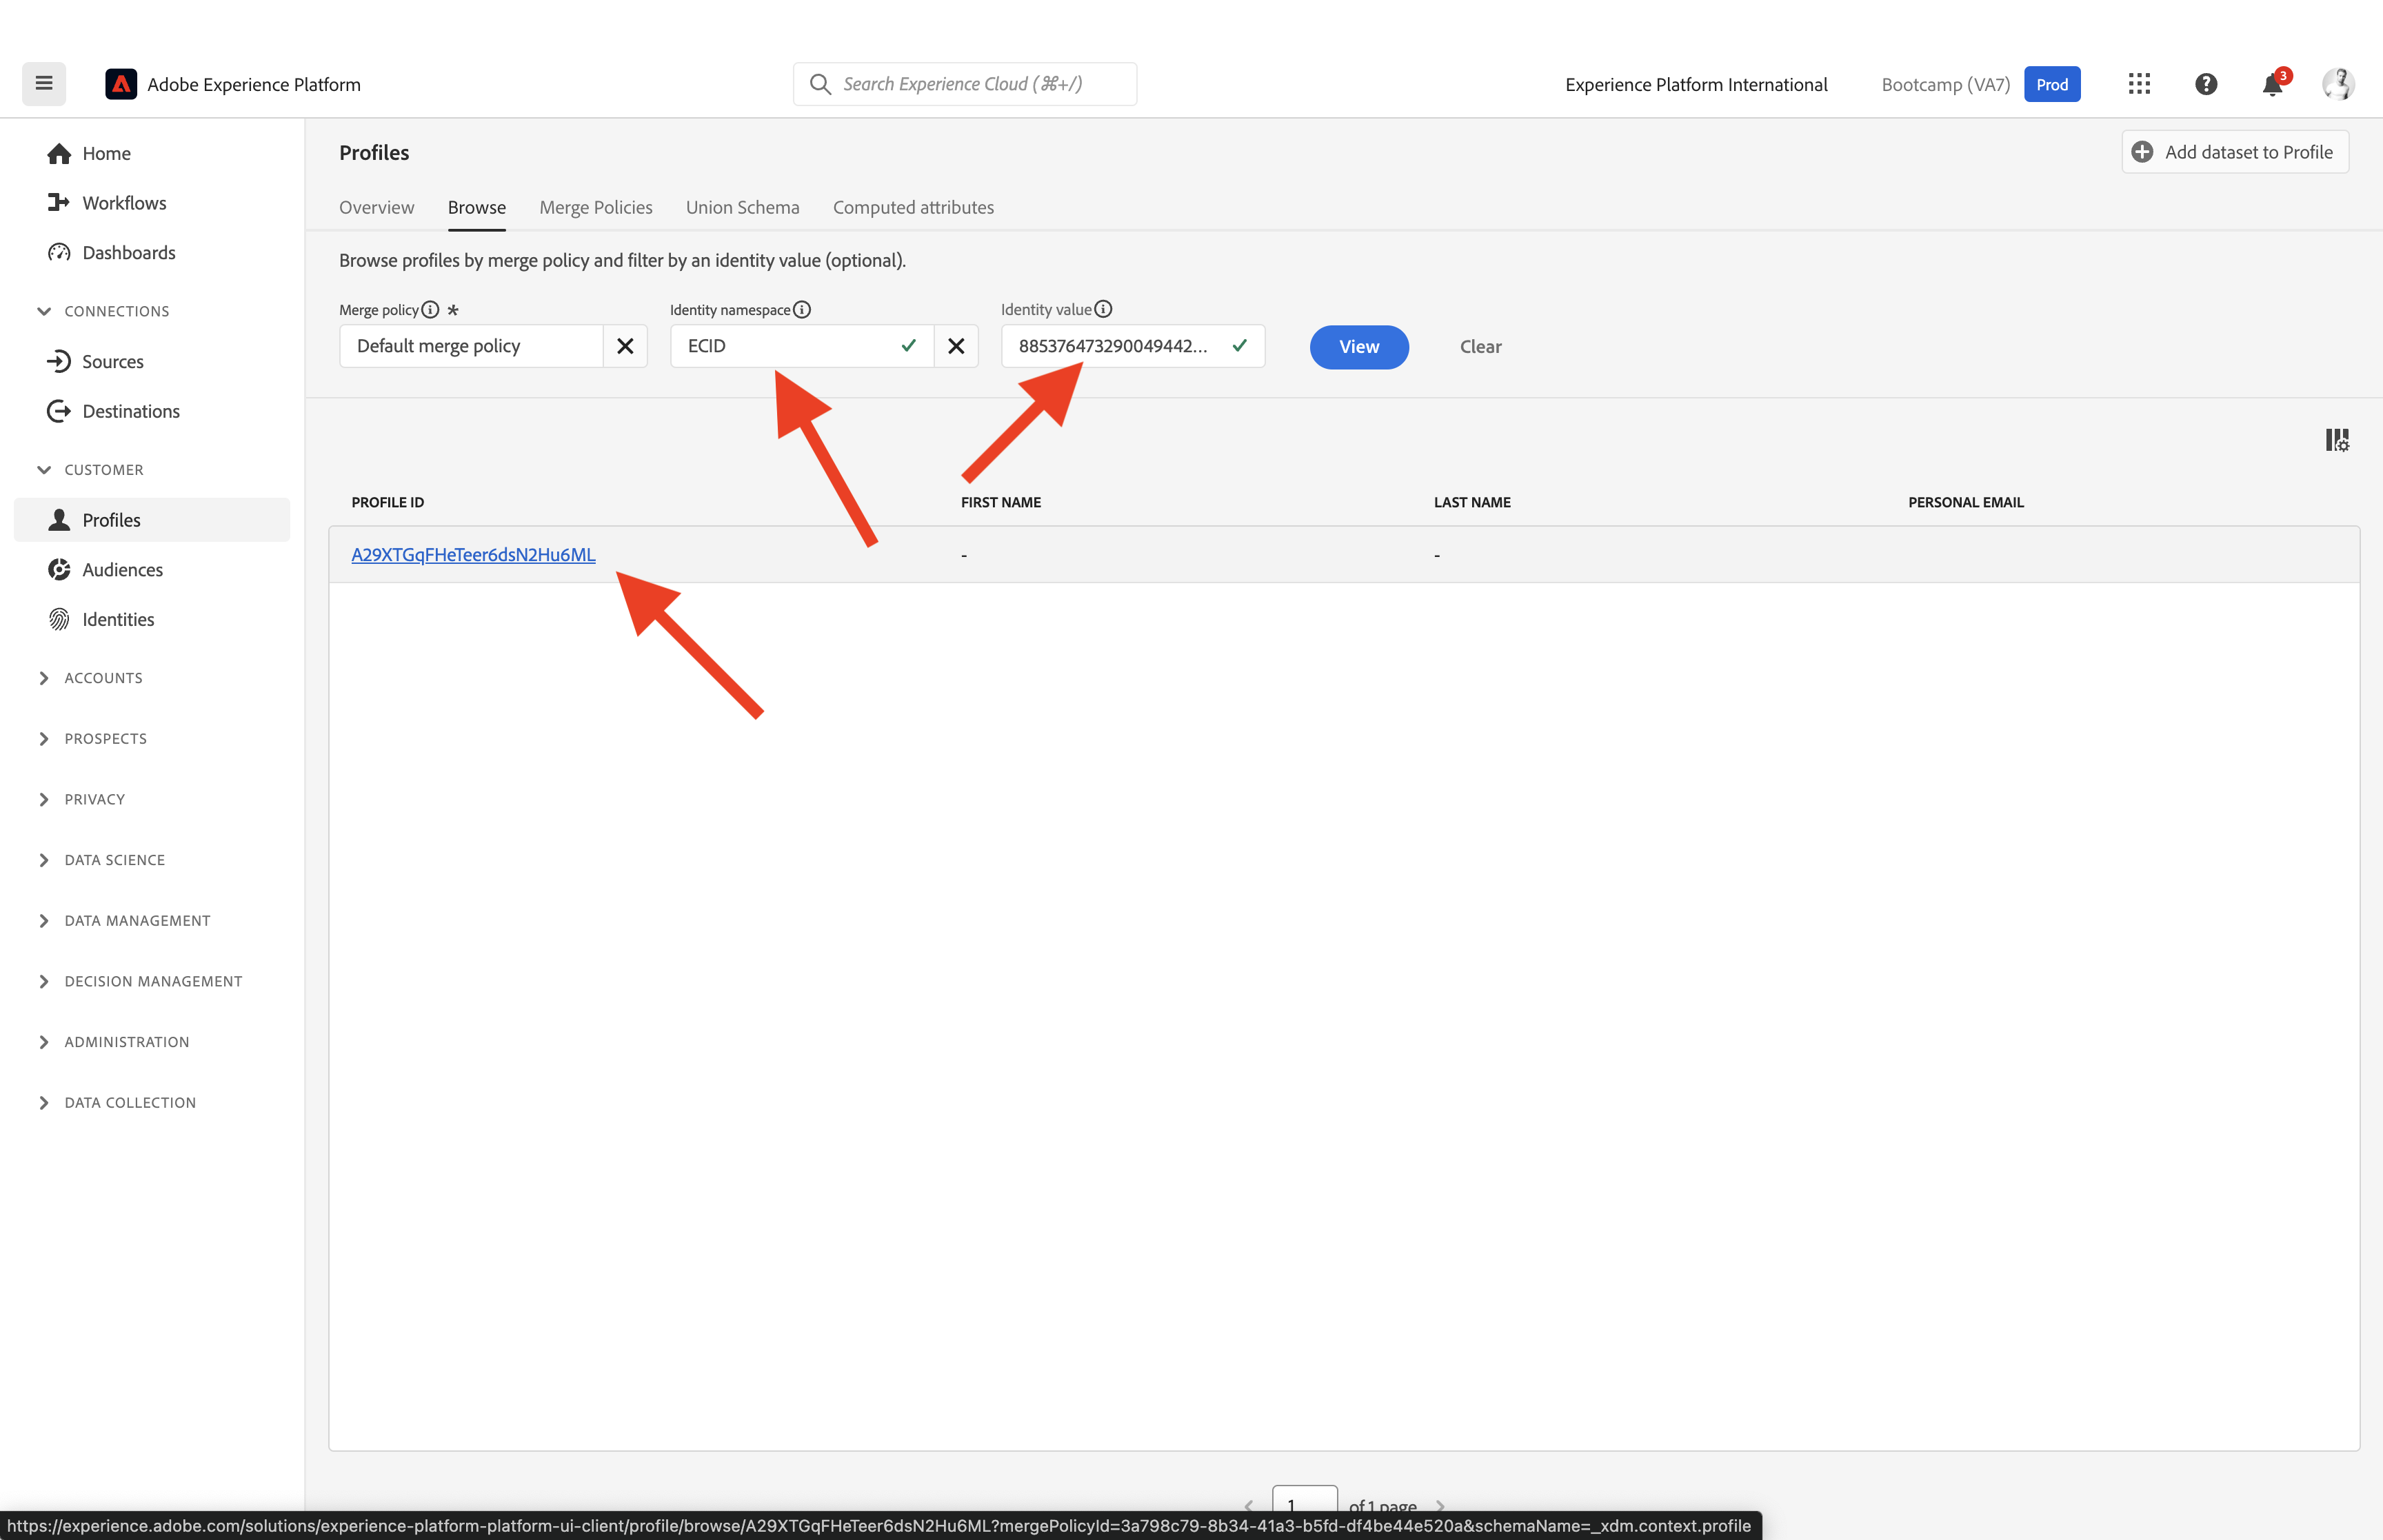 Adobe Experience Platform
Search Experience Cloud (⌘+/)
Experience Platform International
Bootcamp (VA7)
Prod
3
Home
Workflows
Dashboards
CONNECTIONS
Sources
Destinations
CUSTOMER
Profiles
Audiences
Identities
ACCOUNTS
PROSPECTS
PRIVACY
DATA SCIENCE
DATA MANAGEMENT
DECISION MANAGEMENT
ADMINISTRATION
DATA COLLECTION
Profiles
Add dataset to Profile
Overview
Browse
Merge Policies
Union Schema
Computed attributes
Browse profiles by merge policy and filter by an identity value (optional).
Merge policy *
Identity namespace
Identity value
Default merge policy
ECID
885376473290049442...
View
Clear
PROFILE ID
FIRST NAME
LAST NAME
PERSONAL EMAIL
A29XTGqFHeTeer6dsN2Hu6ML
-
-
1
of 1 page
https://experience.adobe.com/solutions/experience-platform-platform-ui-client/profile/browse/A29XTGqFHeTeer6dsN2Hu6ML?mergePolicyId=3a798c79-8b34-41a3-b5fd-df4be44e520a&schemaName=_xdm.context.profile